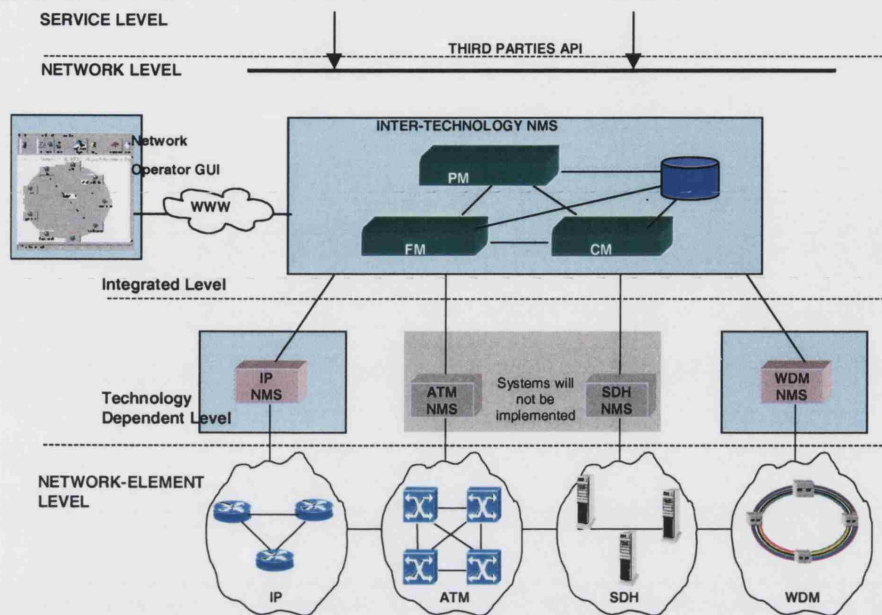 SERVICE LEVEL
THIRD PARTIES API
NETWORK LEVEL
INTER-TECHNOLOGY NMS
Network
Operator GUI
PM
WWW
FM
CM
Integrated Level
IP
NMS
ATM
NMS
Systems will
not be
implemented
SDH
NMS
WDM
NMS
Technology
Dependent Level
NETWORK-ELEMENT
LEVEL
IP
ATM
SDH
WDM